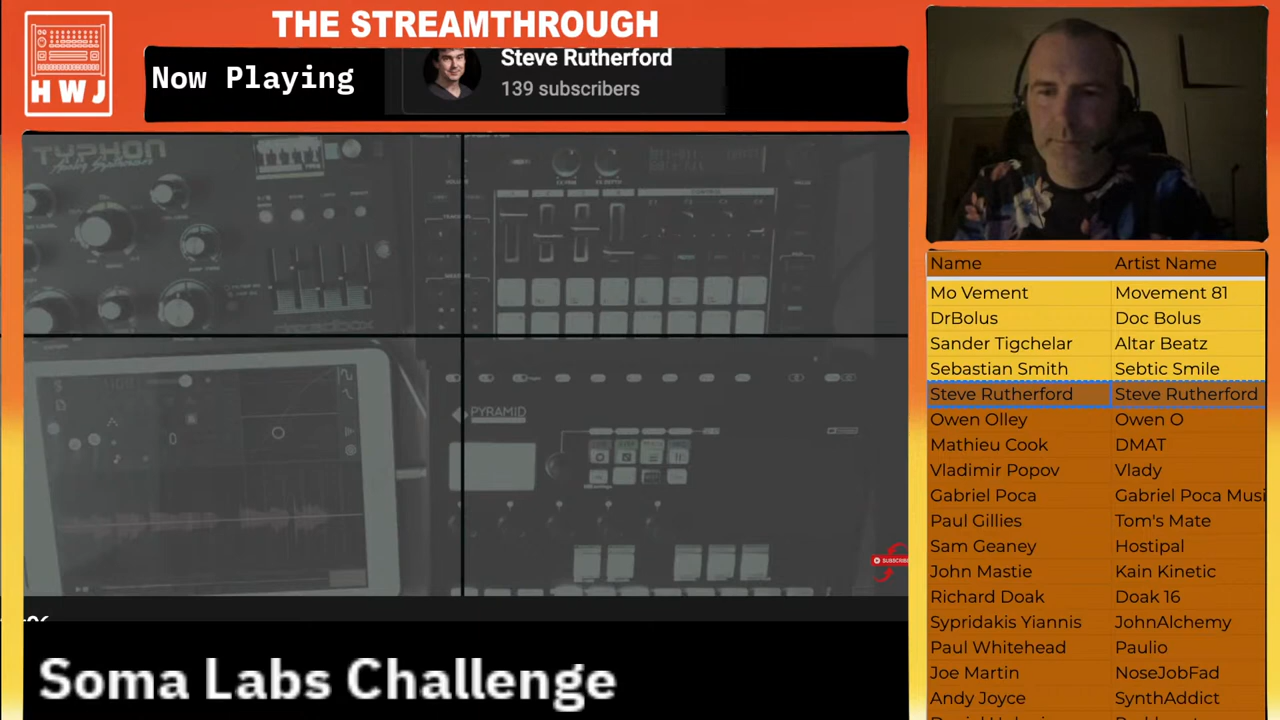 THE STREAMTHROUGH
HWJ
Now Playing
Steve Rutherford
139 subscribers
TYPHON
Analog Synthesizer
dreadbox
PYRAMID
SUBSCRIBE
Soma Labs Challenge
Name Artist Name
Mo Vement Movement 81
DrBolus Doc Bolus
Sander Tigchelar Altar Beatz
Sebastian Smith Sebtic Smile
Steve Rutherford Steve Rutherford
Owen Olley Owen O
Mathieu Cook DMAT
Vladimir Popov Vlady
Gabriel Poca Gabriel Poca Musi
Paul Gillies Tom's Mate
Sam Geaney Hostipal
John Mastie Kain Kinetic
Richard Doak Doak 16
Sypridakis Yiannis JohnAlchemy
Paul Whitehead Paulio
Joe Martin NoseJobFad
Andy Joyce SynthAddict